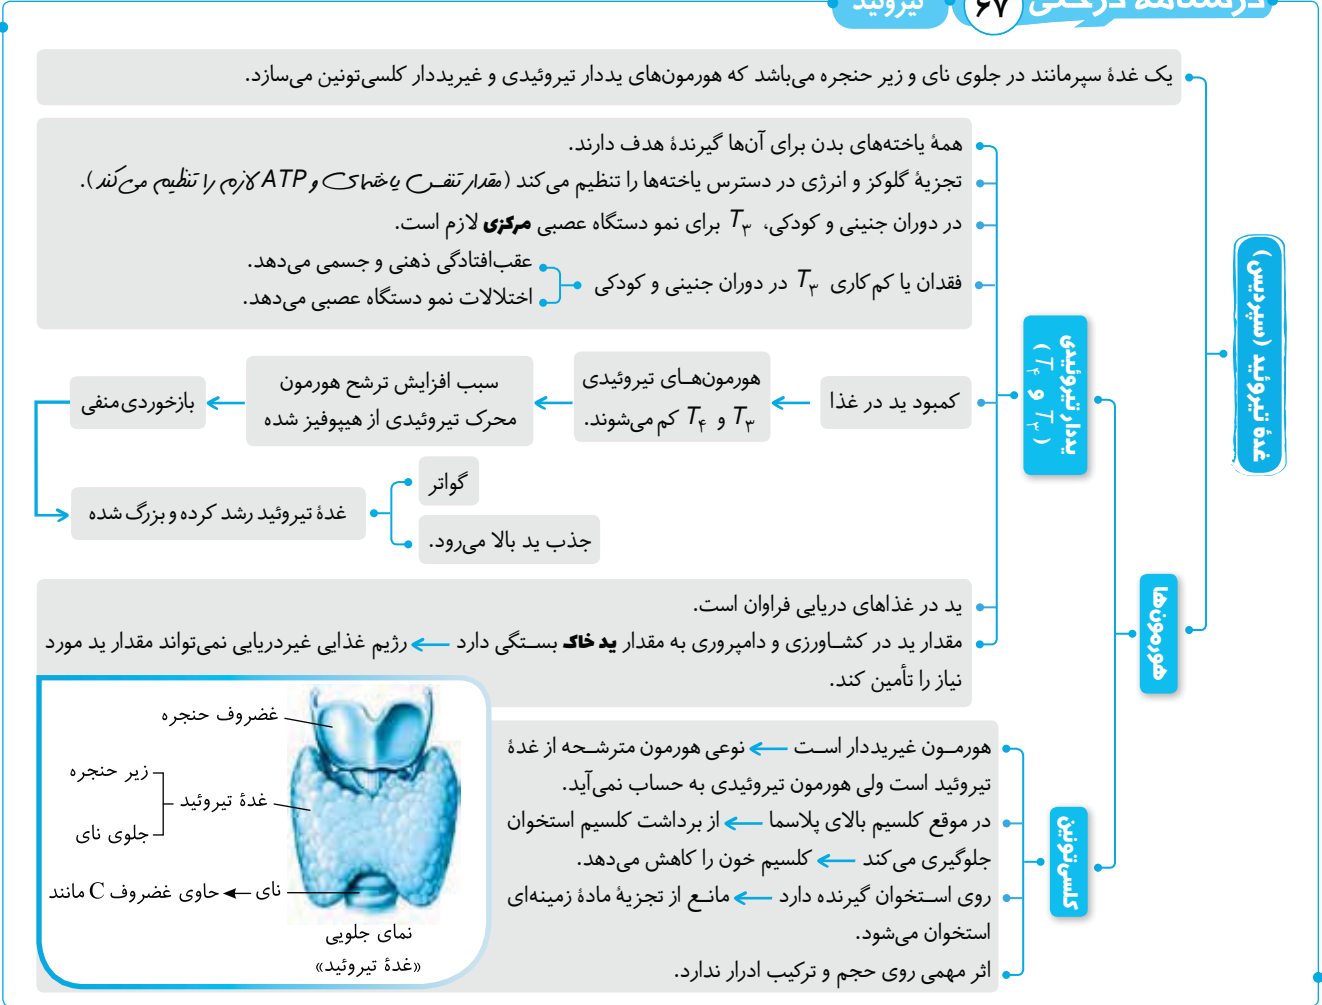 درسنامهٔ درختی ۶۷ تیروئید
یک غدهٔ سپرمانند در جلوی نای و زیر حنجره می‌باشد که هورمون‌های یددار تیروئیدی و غیریددار کلسی‌تونین می‌سازد.
غدهٔ تیروئید (سپردیس)
هورمون‌ها
یددار تیروئیدی
(T۳ و T۴)
همهٔ یاخته‌های بدن برای آن‌ها گیرندهٔ هدف دارند.
تجزیهٔ گلوکز و انرژی در دسترس یاخته‌ها را تنظیم می‌کند (مقدار تنفس یاخته‌ای و ATP لازم را تنظیم می‌کند).
در دوران جنینی و کودکی، T۳ برای نمو دستگاه عصبی مرکزی لازم است.
فقدان یا کم‌کاری T۳ در دوران جنینی و کودکی
عقب‌افتادگی ذهنی و جسمی می‌دهد.
اختلالات نمو دستگاه عصبی می‌دهد.
کمبود ید در غذا
هورمون‌های تیروئیدی
T۳ و T۴ کم می‌شوند.
سبب افزایش ترشح هورمون
محرک تیروئیدی از هیپوفیز شده
بازخوردی منفی
غدهٔ تیروئید رشد کرده و بزرگ شده
گواتر
جذب ید بالا می‌رود.
ید در غذاهای دریایی فراوان است.
مقدار ید در کشاورزی و دامپروری به مقدار ید خاک بستگی دارد ← رژیم غذایی غیردریایی نمی‌تواند مقدار ید مورد
نیاز را تأمین کند.
کلسی‌تونین
هورمون غیریددار است ← نوعی هورمون مترشحه از غدهٔ
تیروئید است ولی هورمون تیروئیدی به حساب نمی‌آید.
در موقع کلسیم بالای پلاسما ← از برداشت کلسیم استخوان
جلوگیری می‌کند ← کلسیم خون را کاهش می‌دهد.
روی استخوان گیرنده دارد ← مانع از تجزیهٔ مادهٔ زمینه‌ای
استخوان می‌شود.
اثر مهمی روی حجم و ترکیب ادرار ندارد.
غضروف حنجره
غدهٔ تیروئید
زیر حنجره
جلوی نای
نای ← حاوی غضروف C مانند
نمای جلویی
«غدهٔ تیروئید»